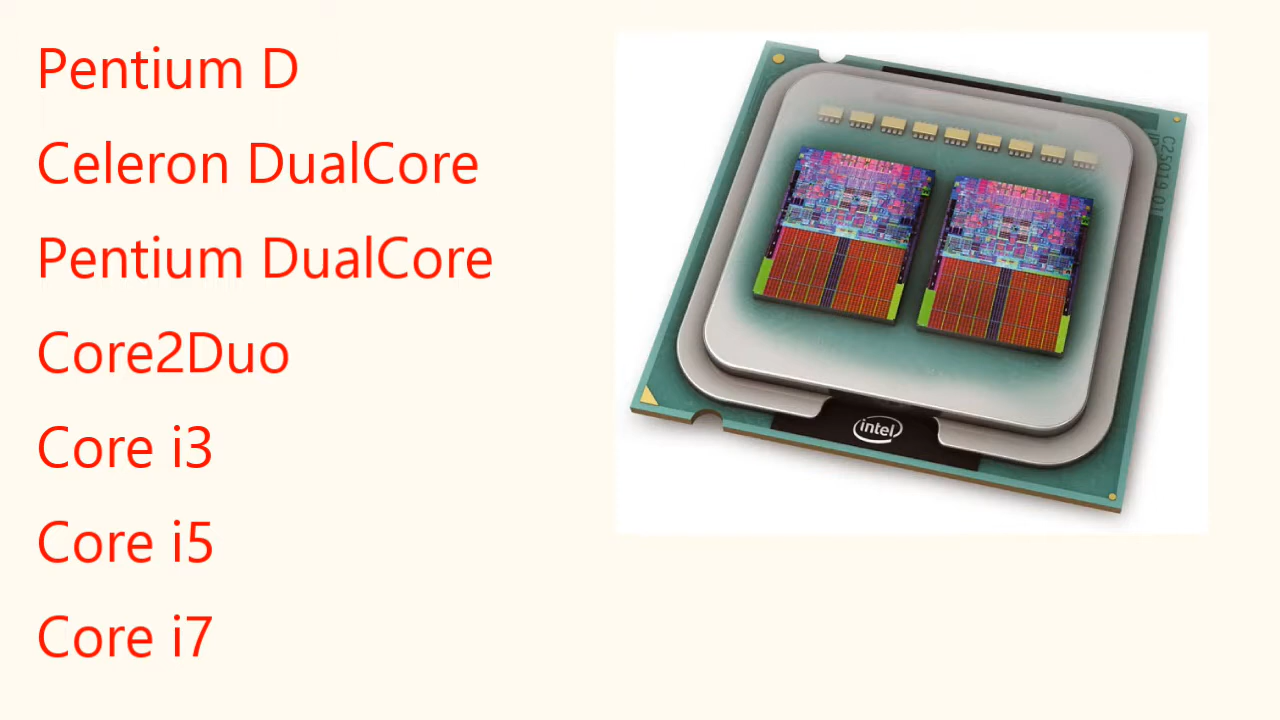 Pentium D
Celeron DualCore
Pentium DualCore
Core2Duo
Core i3
Core i5
Core i7
intel